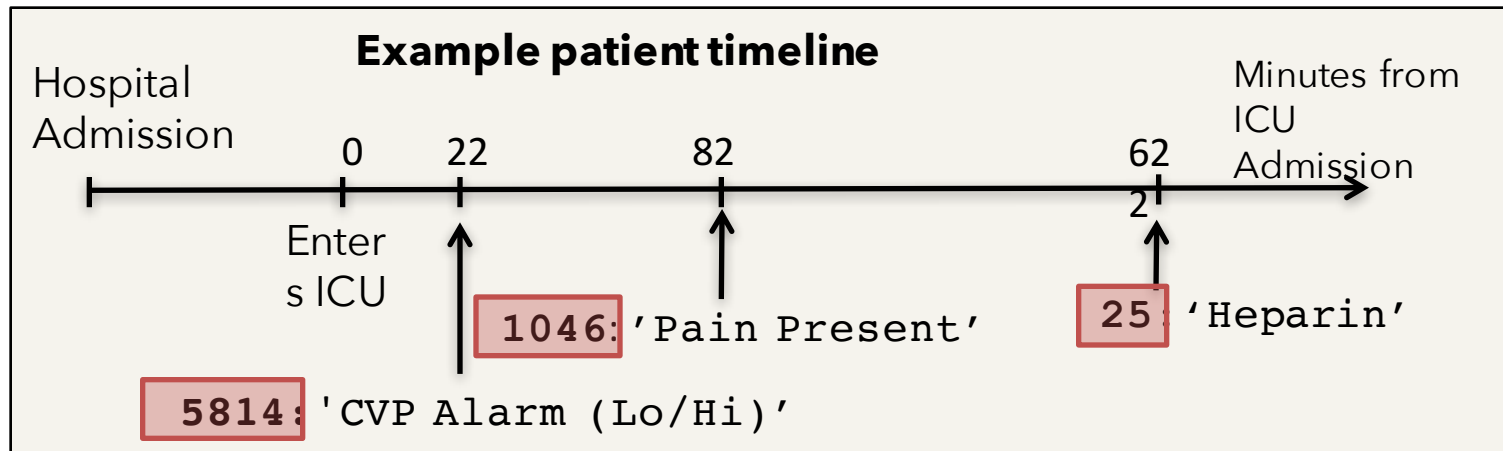 Example patient timeline
Hospital
Admission
Minutes from
ICU
Admission
0
22
82
62
2
Enter
s ICU
1046: ’Pain Present’
25: ‘Heparin’
5814: 'CVP Alarm (Lo/Hi)’